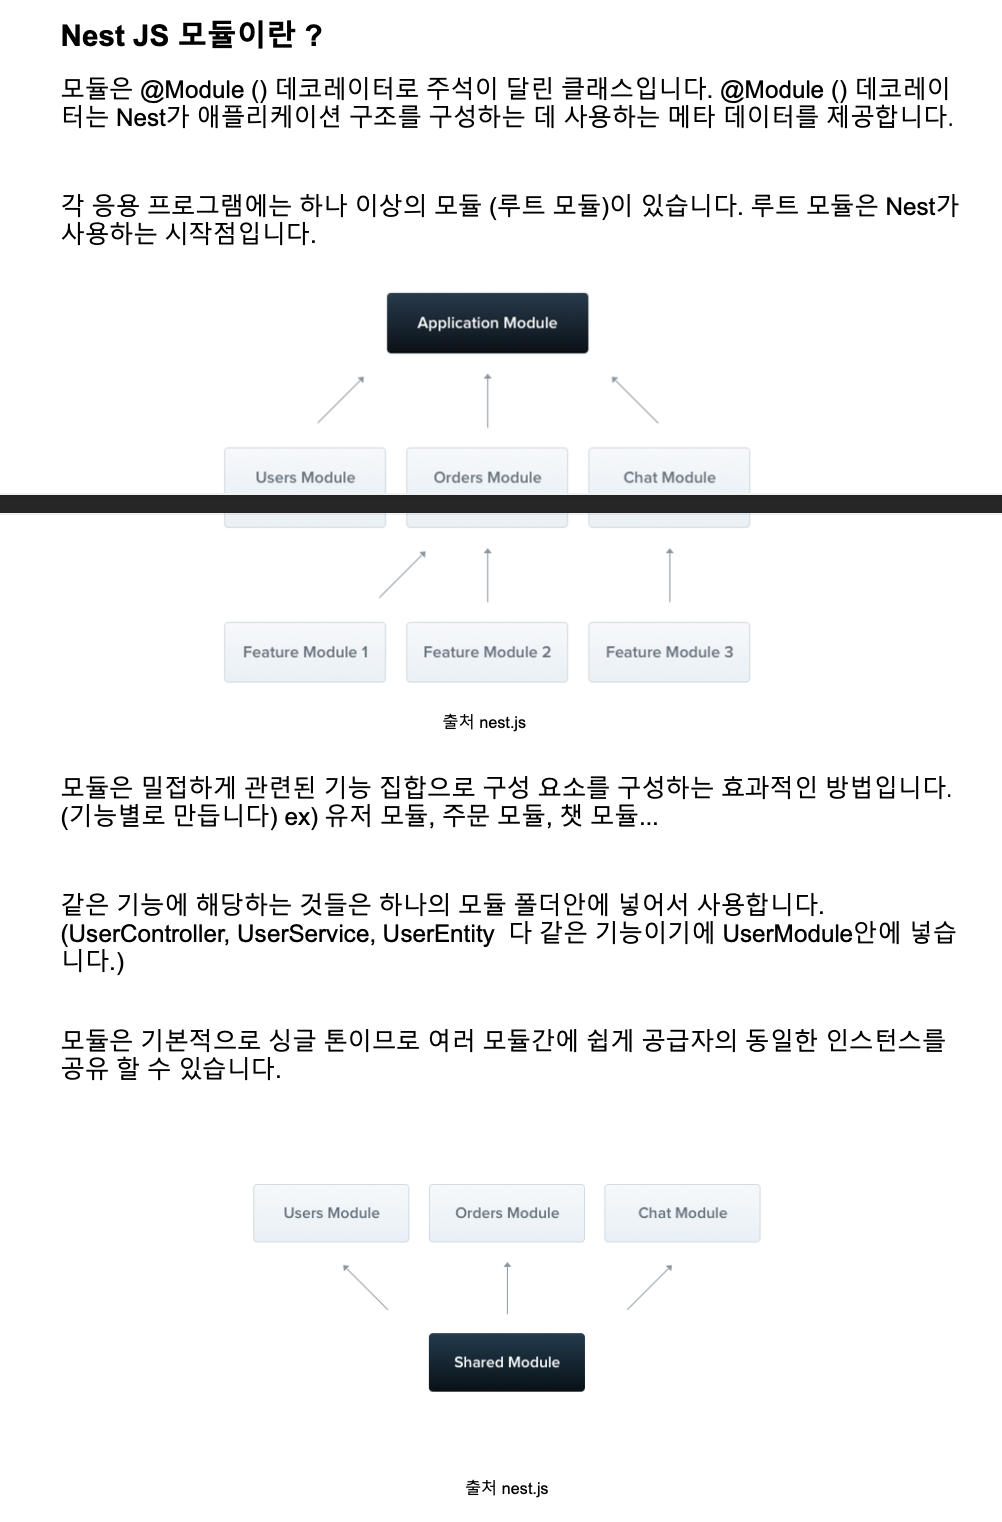 Nest JS 모듈이란 ?
모듈은 @Module () 데코레이터로 주석이 달린 클래스입니다. @Module () 데코레이
터는 Nest가 애플리케이션 구조를 구성하는 데 사용하는 메타 데이터를 제공합니다.
각 응용 프로그램에는 하나 이상의 모듈 (루트 모듈)이 있습니다. 루트 모듈은 Nest가
사용하는 시작점입니다.
Application Module
Users Module Orders Module Chat Module
Feature Module 1 Feature Module 2 Feature Module 3
출처 nest.js
모듈은 밀접하게 관련된 기능 집합으로 구성 요소를 구성하는 효과적인 방법입니다.
(기능별로 만듭니다) ex) 유저 모듈, 주문 모듈, 챗 모듈...
같은 기능에 해당하는 것들은 하나의 모듈 폴더안에 넣어서 사용합니다.
(UserController, UserService, UserEntity 다 같은 기능이기에 UserModule안에 넣습
니다.)
모듈은 기본적으로 싱글 톤이므로 여러 모듈간에 쉽게 공급자의 동일한 인스턴스를
공유 할 수 있습니다.
Users Module Orders Module Chat Module
Shared Module
출처 nest.js